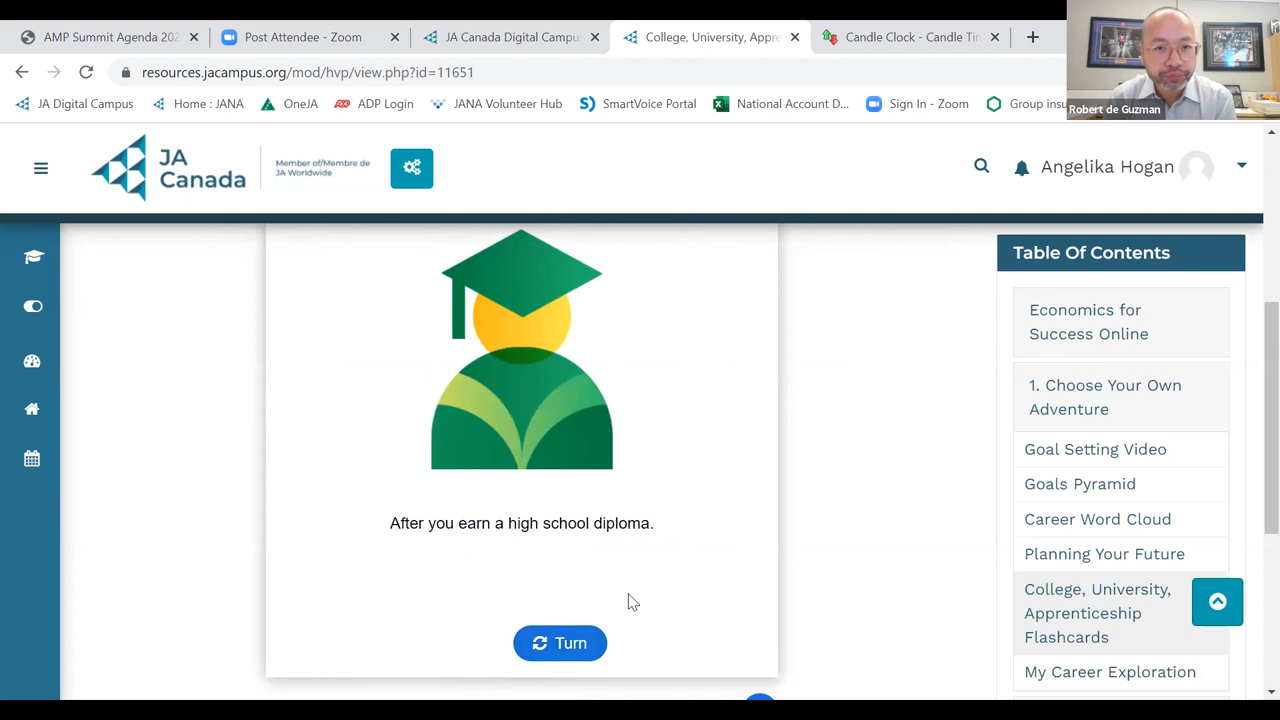 AMP Summit Agenda 202
Post Attendee - Zoom
JA Canada Digital Campus
College, University, Appre
Candle Clock - Candle Tim
resources.jacampus.org/mod/hvp/view.php?id=11651
JA Digital Campus
Home : JANA
OneJA
ADP Login
JANA Volunteer Hub
SmartVoice Portal
National Account D...
Sign In - Zoom
Group insu
Robert de Guzman
JA
Canada
Member of/Membre de
JA Worldwide
Angelika Hogan
After you earn a high school diploma.
Turn
Table Of Contents
Economics for
Success Online
1. Choose Your Own
Adventure
Goal Setting Video
Goals Pyramid
Career Word Cloud
Planning Your Future
College, University,
Apprenticeship
Flashcards
My Career Exploration